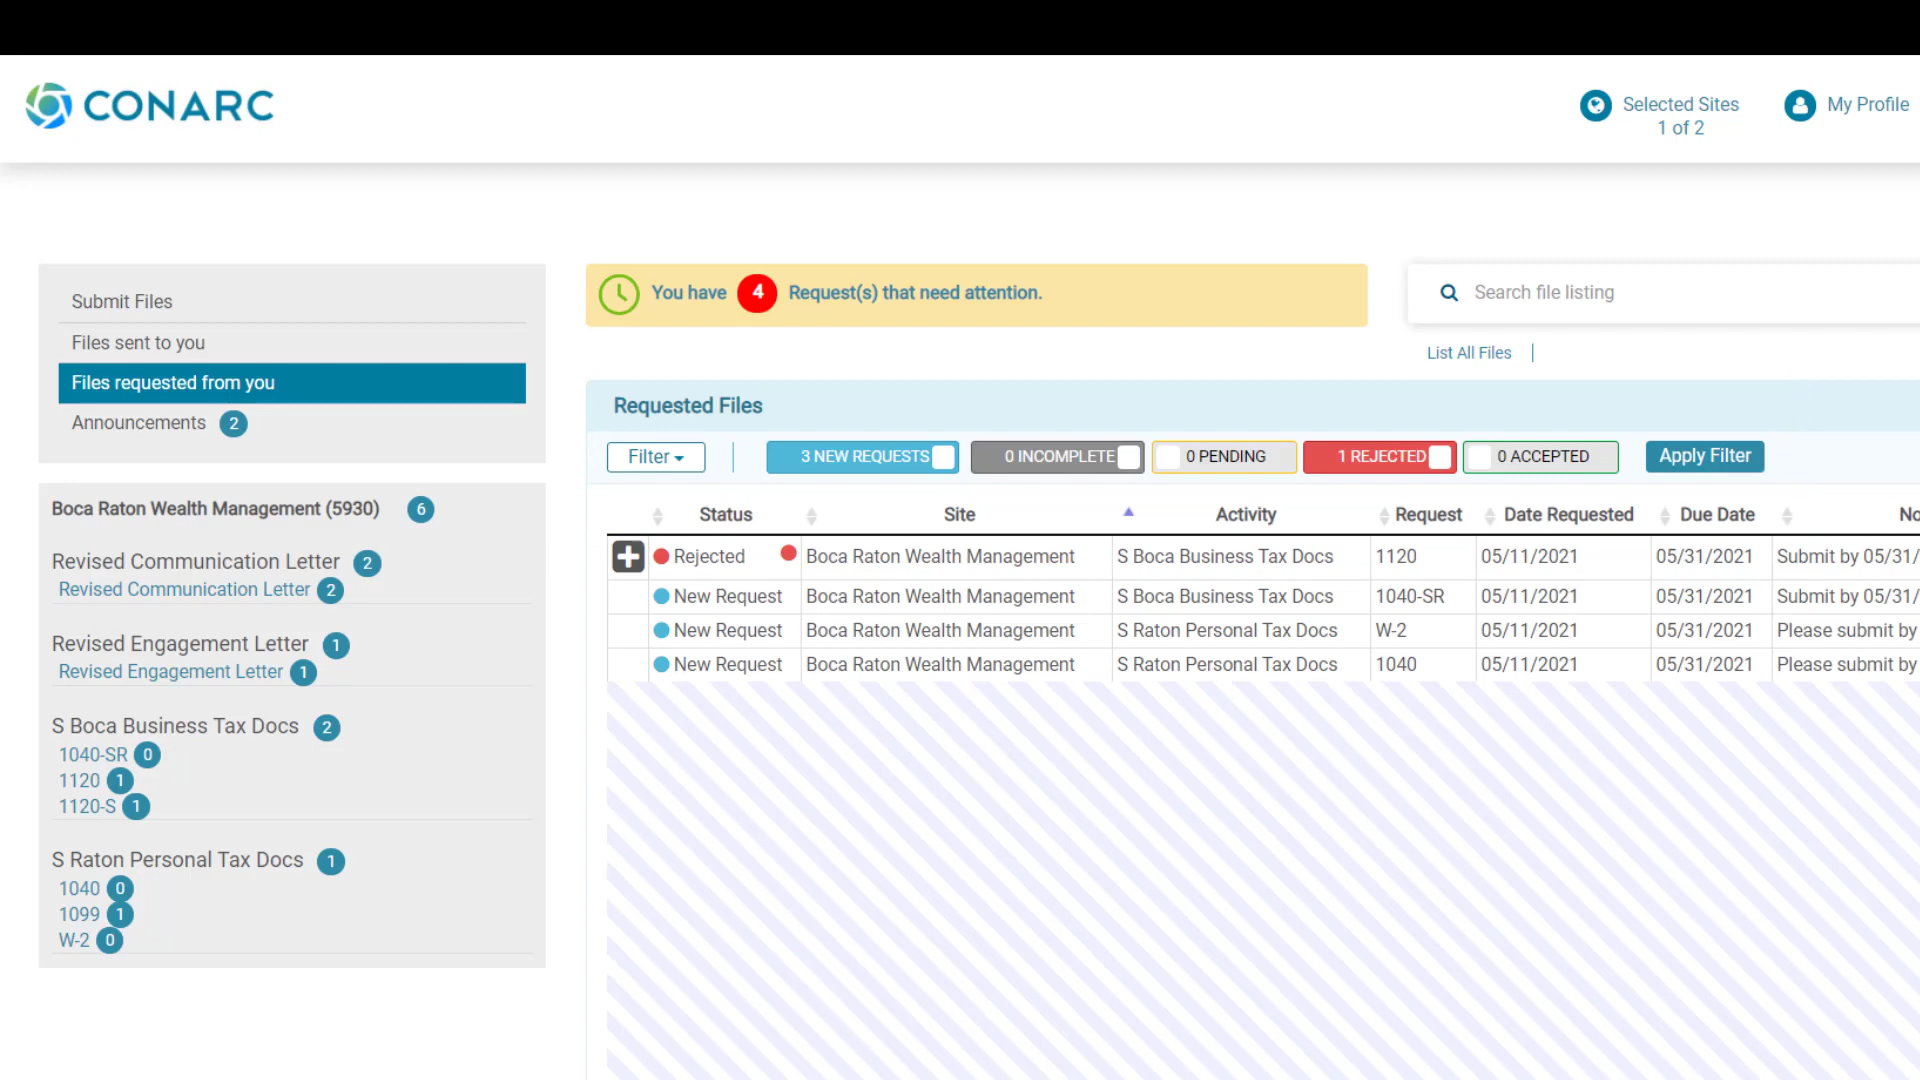 CONARC
Selected Sites
1 of 2
My Profile
Submit Files
Files sent to you
Files requested from you
Announcements 2
You have 4 Request(s) that need attention.
Search file listing
List All Files
Requested Files
Filter
3 NEW REQUESTS
0 INCOMPLETE
0 PENDING
1 REJECTED
0 ACCEPTED
Apply Filter
Status Site Activity Request Date Requested Due Date No
Rejected Boca Raton Wealth Management S Boca Business Tax Docs 1120 05/11/2021 05/31/2021 Submit by 05/31/
New Request Boca Raton Wealth Management S Boca Business Tax Docs 1040-SR 05/11/2021 05/31/2021 Submit by 05/31/
New Request Boca Raton Wealth Management S Raton Personal Tax Docs W-2 05/11/2021 05/31/2021 Please submit by
New Request Boca Raton Wealth Management S Raton Personal Tax Docs 1040 05/11/2021 05/31/2021 Please submit by
Boca Raton Wealth Management (5930) 6
Revised Communication Letter 2
Revised Communication Letter 2
Revised Engagement Letter 1
Revised Engagement Letter 1
S Boca Business Tax Docs 2
1040-SR 0
1120 1
1120-S 1
S Raton Personal Tax Docs 1
1040 0
1099 1
W-2 0